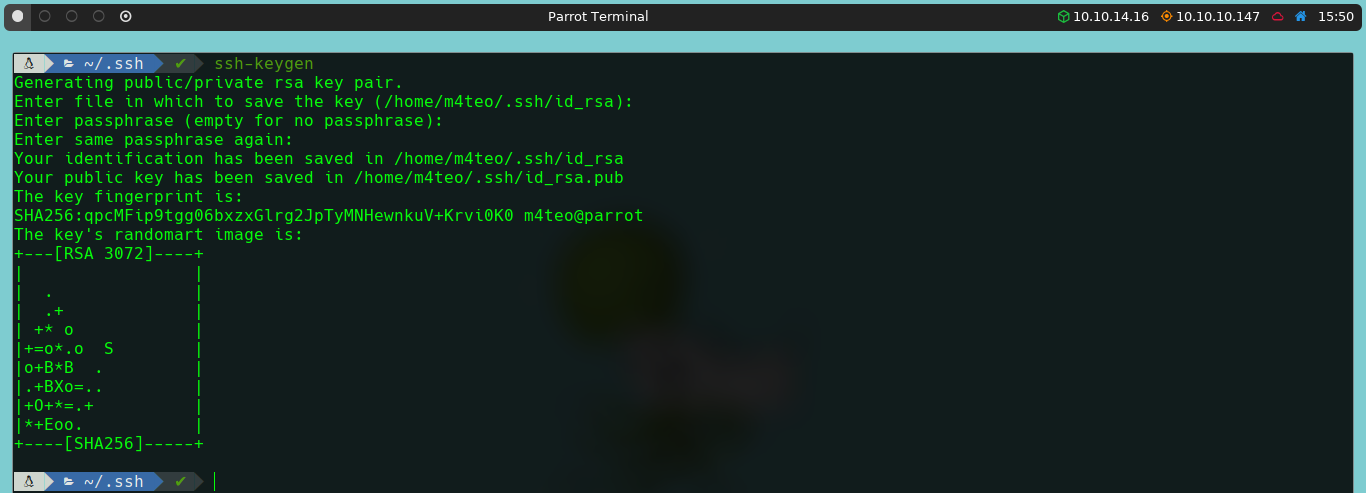 Parrot Terminal 10.10.14.16 10.10.10.147 15:50
~/.ssh ✔ ssh-keygen
Generating public/private rsa key pair.
Enter file in which to save the key (/home/m4teo/.ssh/id_rsa):
Enter passphrase (empty for no passphrase):
Enter same passphrase again:
Your identification has been saved in /home/m4teo/.ssh/id_rsa
Your public key has been saved in /home/m4teo/.ssh/id_rsa.pub
The key fingerprint is:
SHA256:qpcMFip9tgg06bxzxGlrg2JpTyMNHewnkuV+Krvi0K0 m4teo@parrot
The key's randomart image is:
+---[RSA 3072]----+
|                 |
|  .              |
|  .+             |
| +* o            |
|+=o*.o  S        |
|o+B*B  .         |
|.+BXo=..         |
|+O+*=.+          |
|*+Eoo.           |
+----[SHA256]-----+
~/.ssh ✔